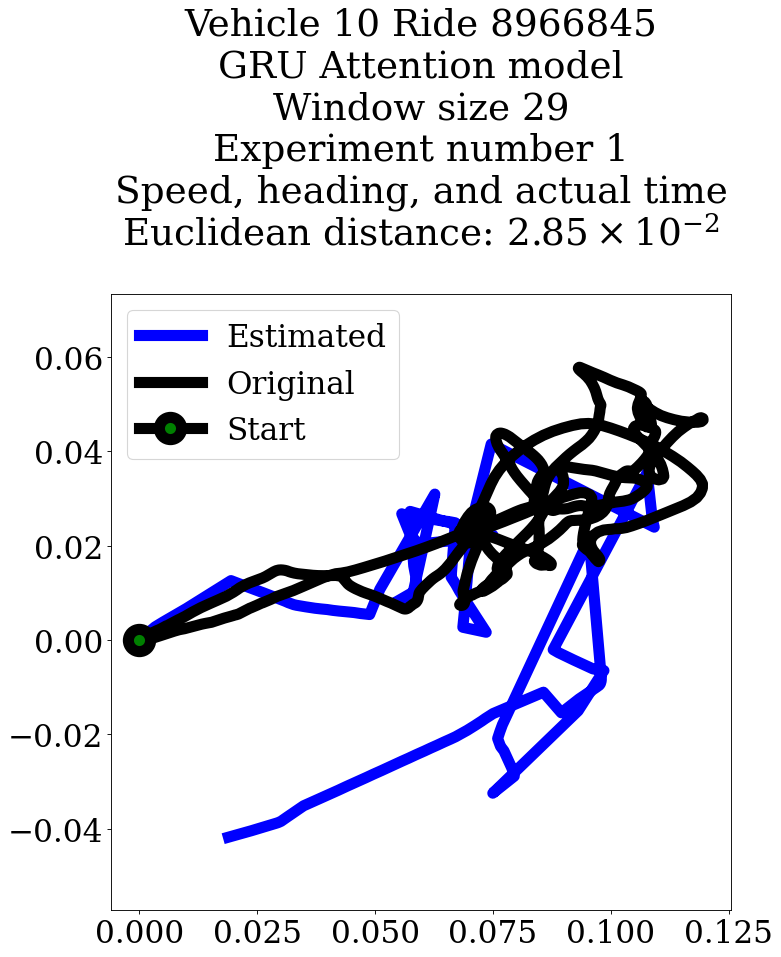 Vehicle 10 Ride 8966845
GRU Attention model
Window size 29
Experiment number 1
Speed, heading, and actual time
Euclidean distance: 2.85 × 10⁻²
Estimated
Original
Start
0.06
0.04
0.02
0.00
−0.02
−0.04
0.000 0.025 0.050 0.075 0.100 0.125